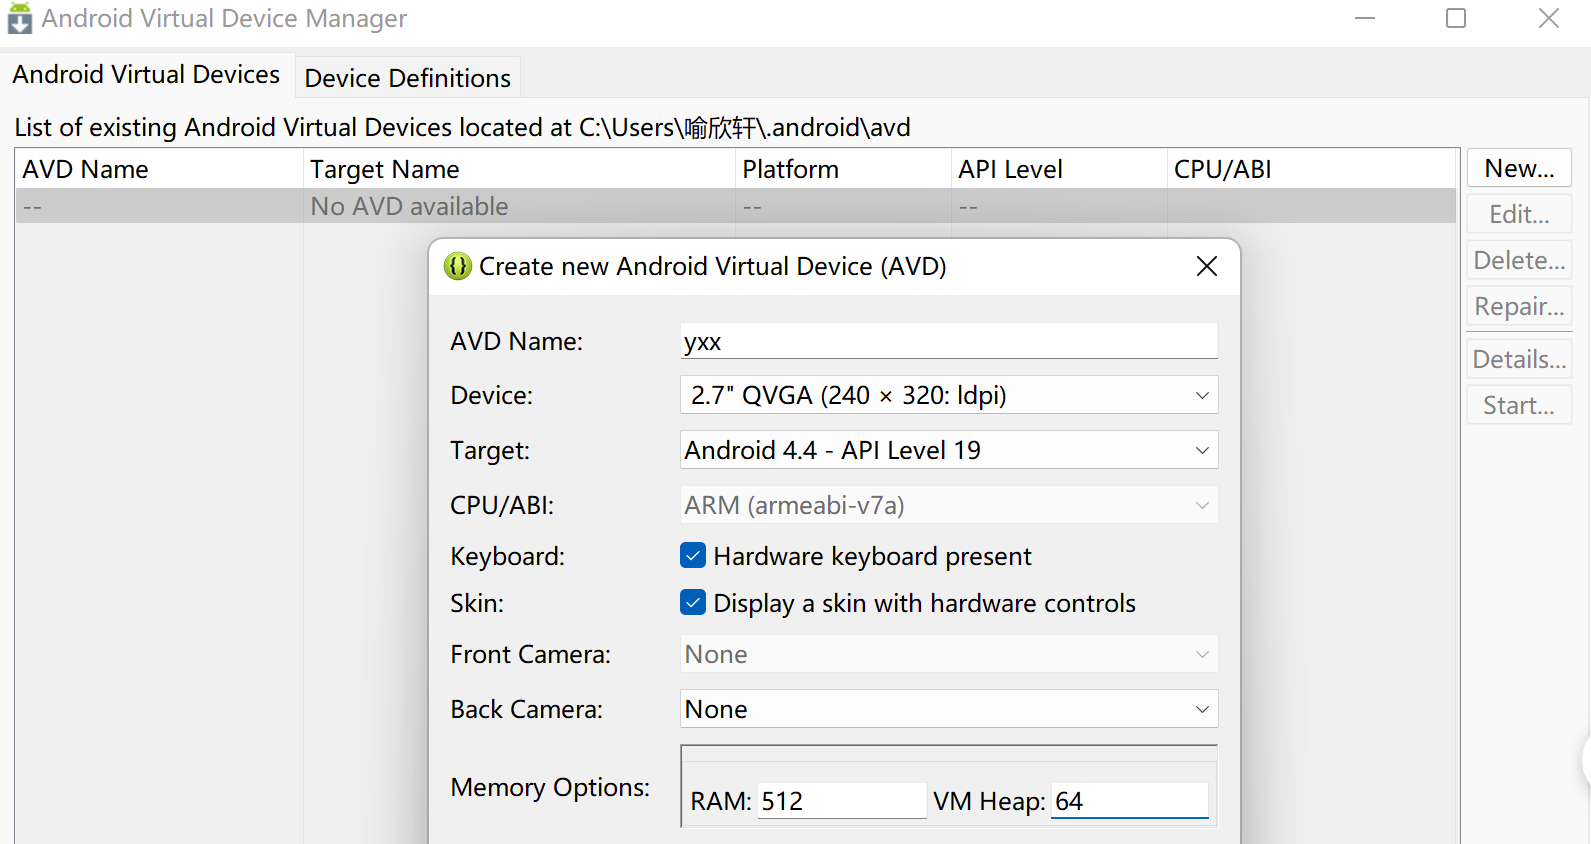 Android Virtual Device Manager
Android Virtual Devices Device Definitions
List of existing Android Virtual Devices located at C:\Users\喻欣轩\.android\avd
AVD Name Target Name Platform API Level CPU/ABI
-- No AVD available -- --
New...
Edit...
Delete...
Repair...
Details...
Start...
Create new Android Virtual Device (AVD)
AVD Name: yxx
Device: 2.7" QVGA (240 × 320: ldpi)
Target: Android 4.4 - API Level 19
CPU/ABI: ARM (armeabi-v7a)
Keyboard: Hardware keyboard present
Skin: Display a skin with hardware controls
Front Camera: None
Back Camera: None
Memory Options: RAM: 512 VM Heap: 64